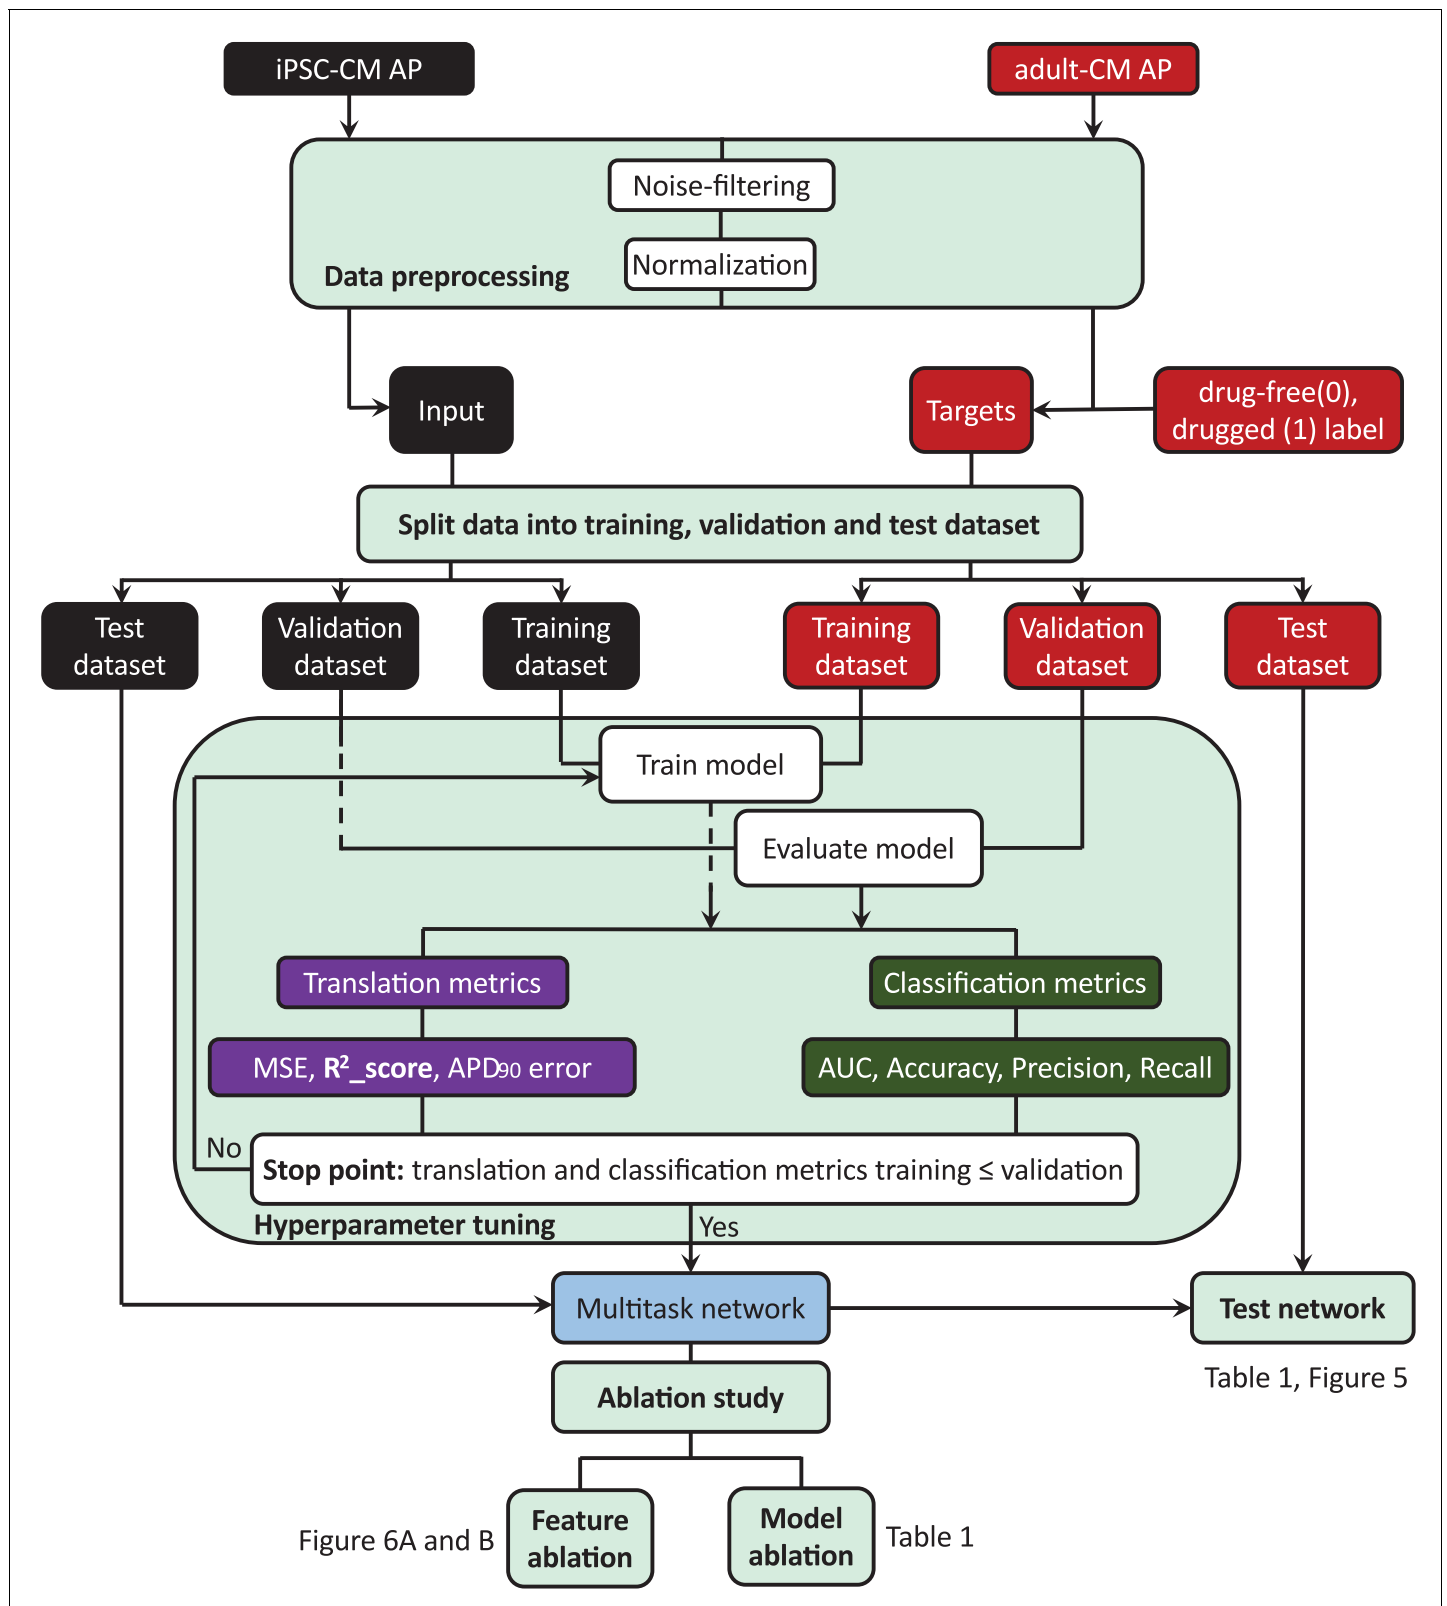 iPSC-CM AP
adult-CM AP
Noise-filtering
Normalization
Data preprocessing
Input
Targets
drug-free(0),
drugged (1) label
Split data into training, validation and test dataset
Test
dataset
Validation
dataset
Training
dataset
Training
dataset
Validation
dataset
Test
dataset
Train model
Evaluate model
Translation metrics
Classification metrics
MSE, R²_score, APD90 error
AUC, Accuracy, Precision, Recall
No
Stop point: translation and classification metrics training ≤ validation
Hyperparameter tuning
Yes
Multitask network
Test network
Table 1, Figure 5
Ablation study
Figure 6A and B
Feature
ablation
Model
ablation
Table 1